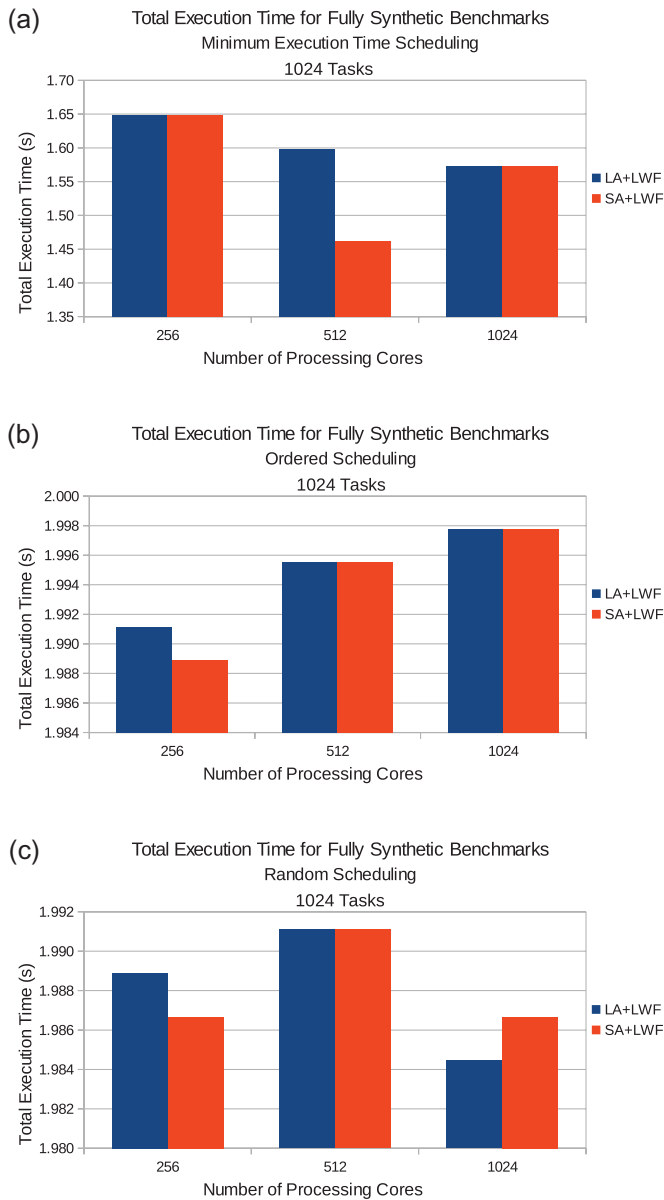 (a)
Total Execution Time for Fully Synthetic Benchmarks
Minimum Execution Time Scheduling
1024 Tasks
Total Execution Time (s)
1.70
1.65
1.60
1.55
1.50
1.45
1.40
1.35
256
512
1024
Number of Processing Cores
LA+LWF
SA+LWF
(b)
Total Execution Time for Fully Synthetic Benchmarks
Ordered Scheduling
1024 Tasks
Total Execution Time (s)
2.000
1.998
1.996
1.994
1.992
1.990
1.988
1.986
1.984
256
512
1024
Number of Processing Cores
LA+LWF
SA+LWF
(c)
Total Execution Time for Fully Synthetic Benchmarks
Random Scheduling
1024 Tasks
Total Execution Time (s)
1.992
1.990
1.988
1.986
1.984
1.982
1.980
256
512
1024
Number of Processing Cores
LA+LWF
SA+LWF